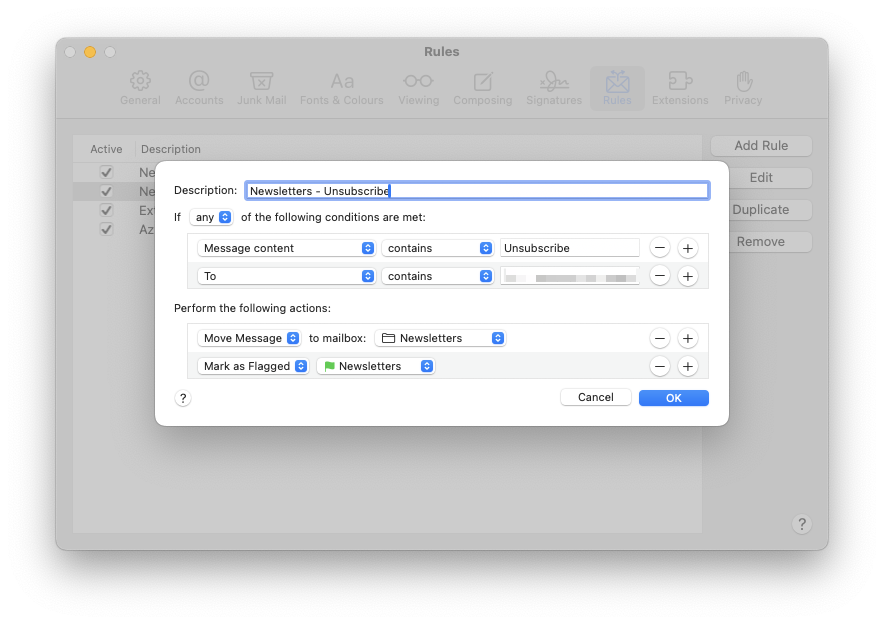 Rules
General Accounts Junk Mail Fonts & Colours Viewing Composing Signatures Rules Extensions Privacy
Active Description
Add Rule
Ne
Ne
Edit
Ext
Duplicate
Az
Remove
Description: Newsletters - Unsubscribe
If any of the following conditions are met:
Message content contains Unsubscribe
To contains
Perform the following actions:
Move Message to mailbox: Newsletters
Mark as Flagged Newsletters
? Cancel OK
?